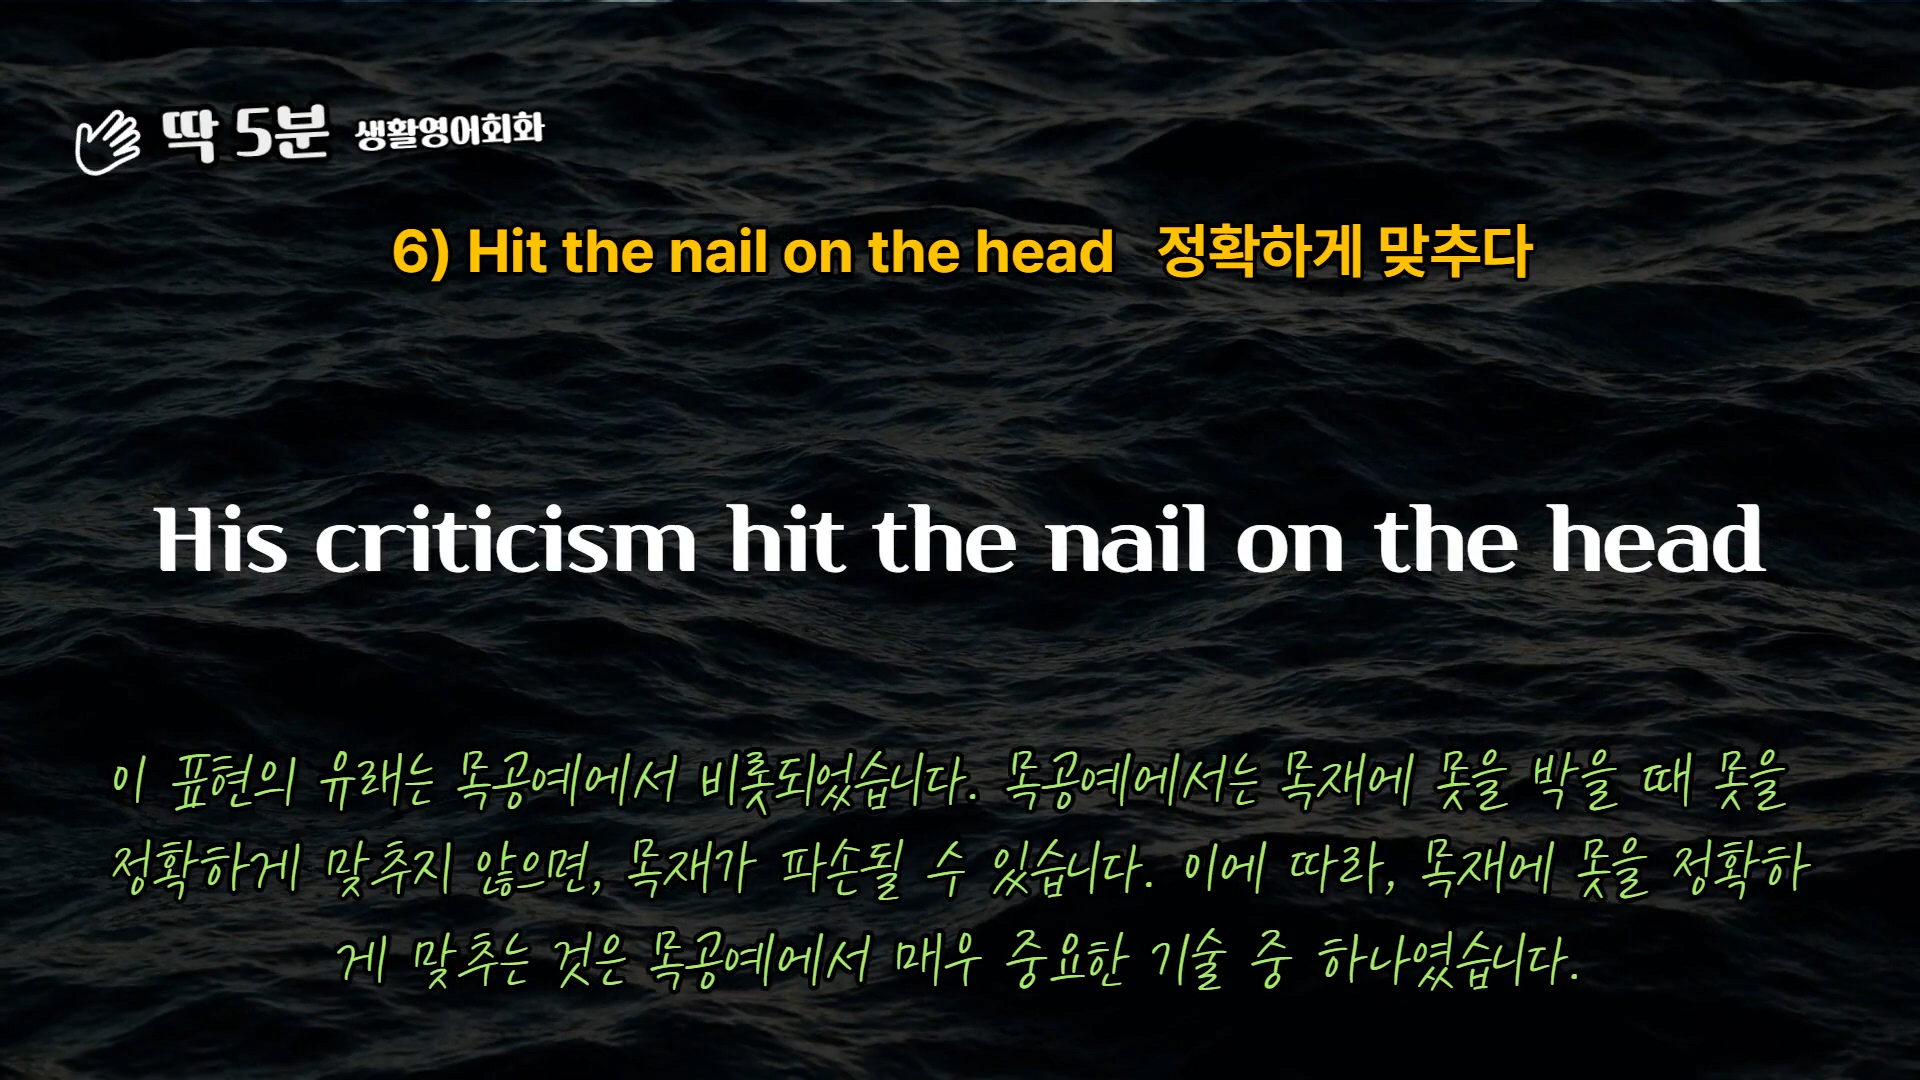 딱 5분 생활영어회화
6) Hit the nail on the head 정확하게 맞추다
His criticism hit the nail on the head
이 표현의 유래는 목공예에서 비롯되었습니다. 목공예에서는 목재에 못을 박을 때 못을
정확하게 맞추지 않으면, 목재가 파손될 수 있습니다. 이에 따라, 목재에 못을 정확하
게 맞추는 것은 목공예에서 매우 중요한 기술 중 하나였습니다.